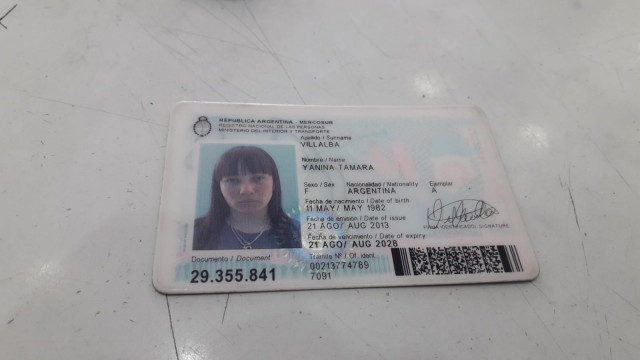 REPUBLICA ARGENTINA - MERCOSUR
REGISTRO NACIONAL DE LAS PERSONAS
MINISTERIO DEL INTERIOR Y TRANSPORTE
Apellido / Surname
VILLALBA
Nombre / Name
YANINA TAMARA
Sexo / Sex Nacionalidad / Nationality Ejemplar
F ARGENTINA A
Fecha de nacimiento / Date of birth
11 MAY/ MAY 1982
Fecha de emisión / Date of issue
21 AGO/ AUG 2013
Fecha de vencimiento / Date of expiry
21 AGO/ AUG 2028
Trámite Nº / Of. ident
00213774789
7091
Documento / Document
29.355.841